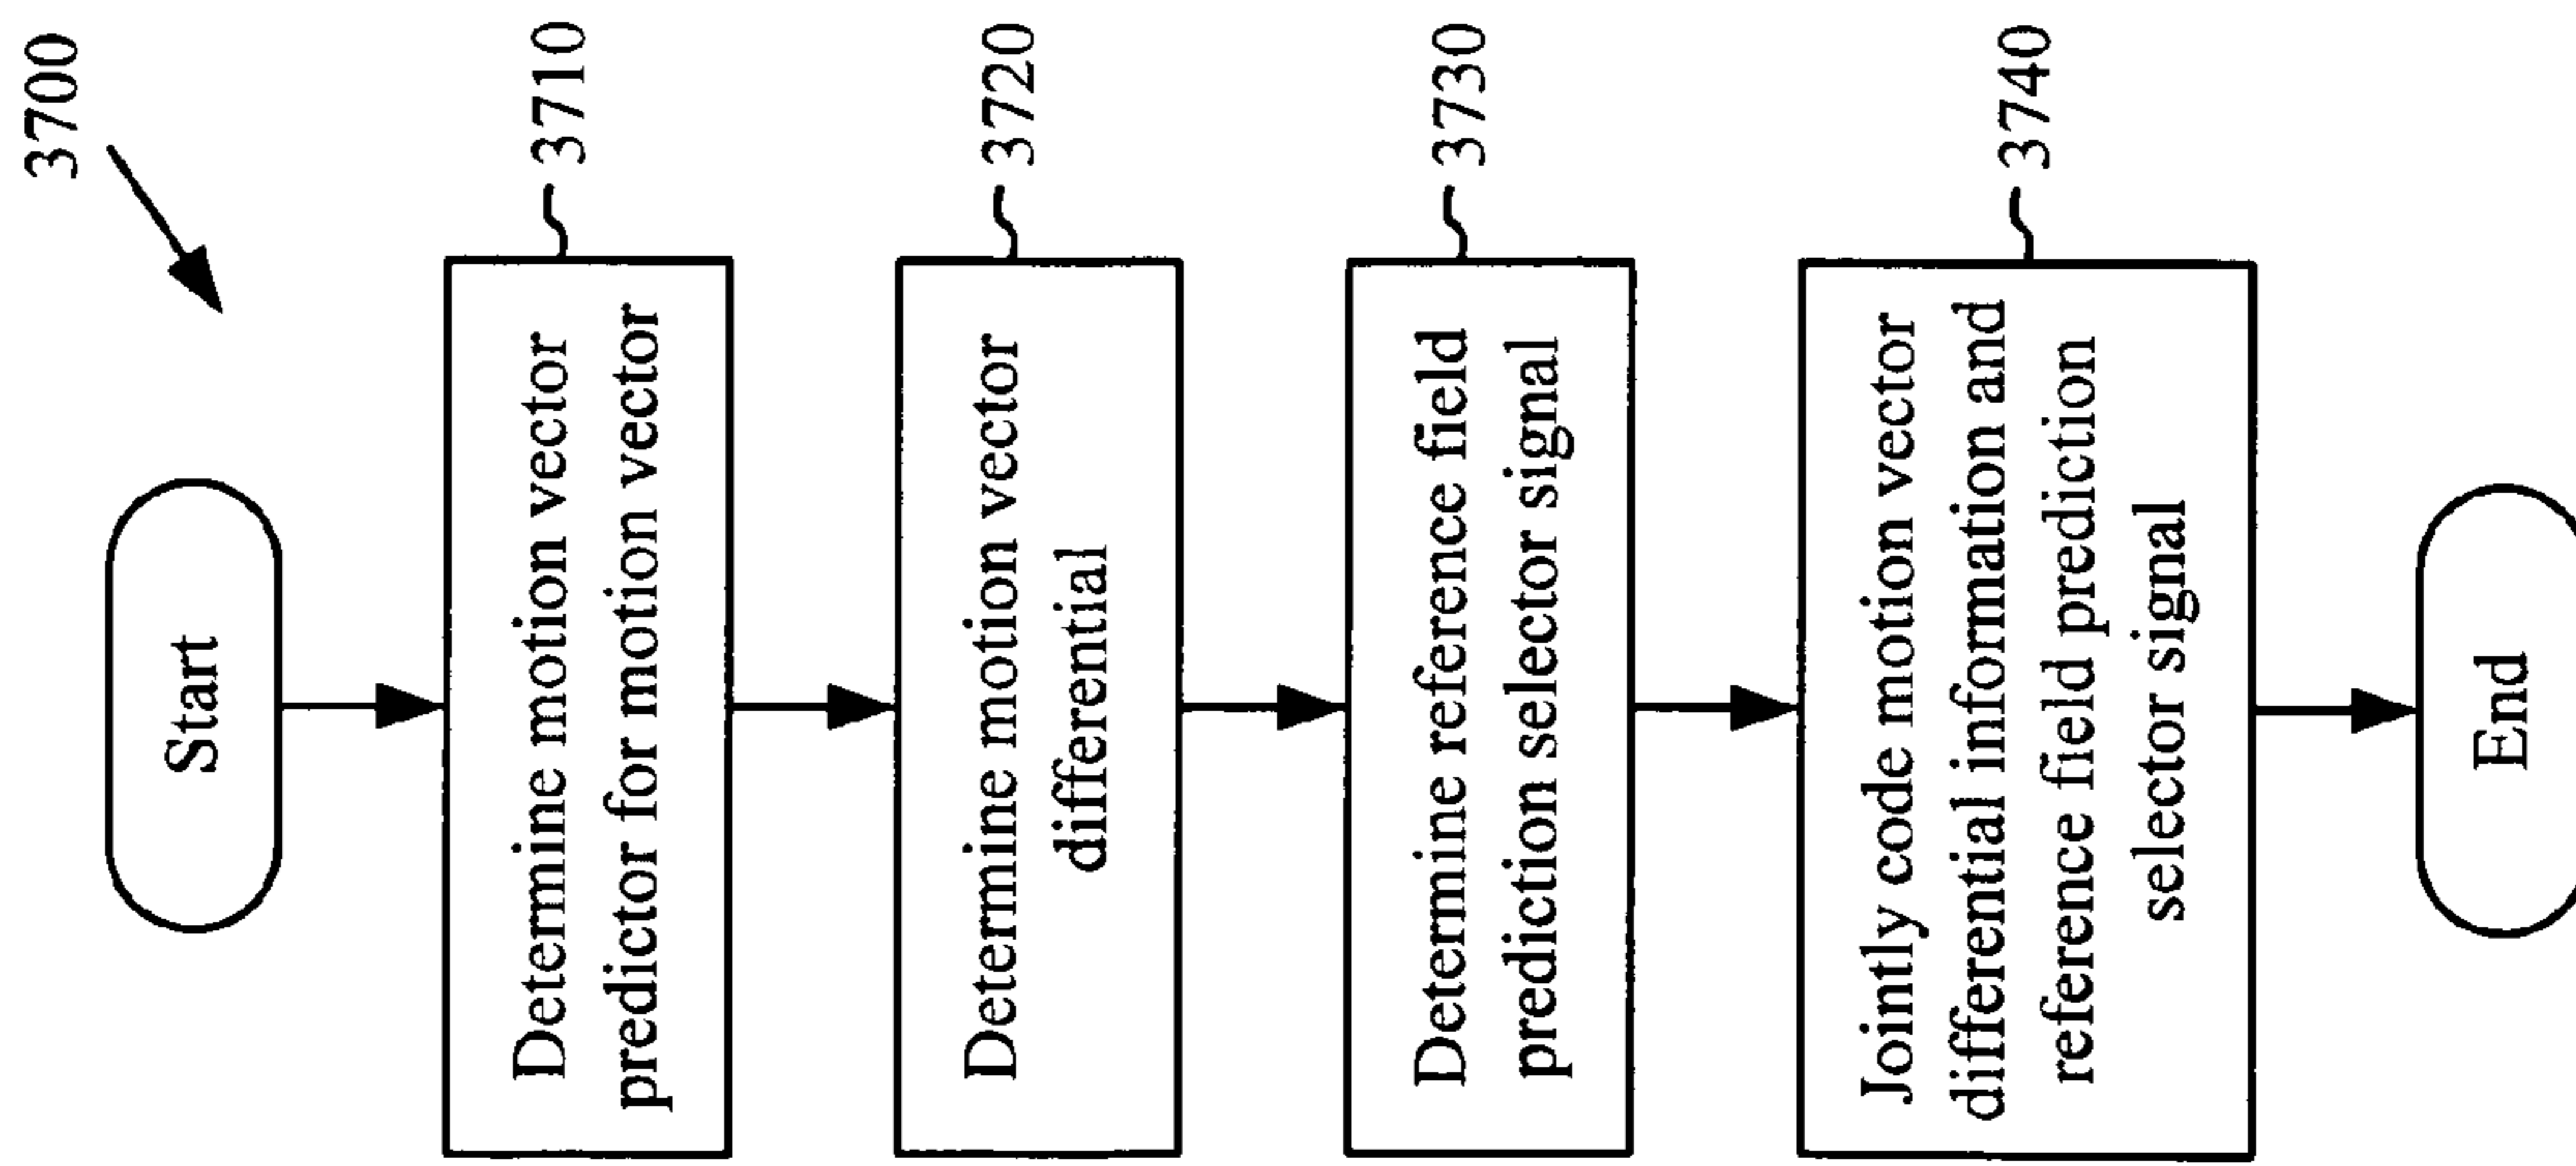 3700
Start
Determine motion vector
predictor for motion vector
3710
Determine motion vector
differential
3720
Determine reference field
prediction selector signal
3730
Jointly code motion vector
differential information and
reference field prediction
selector signal
3740
End